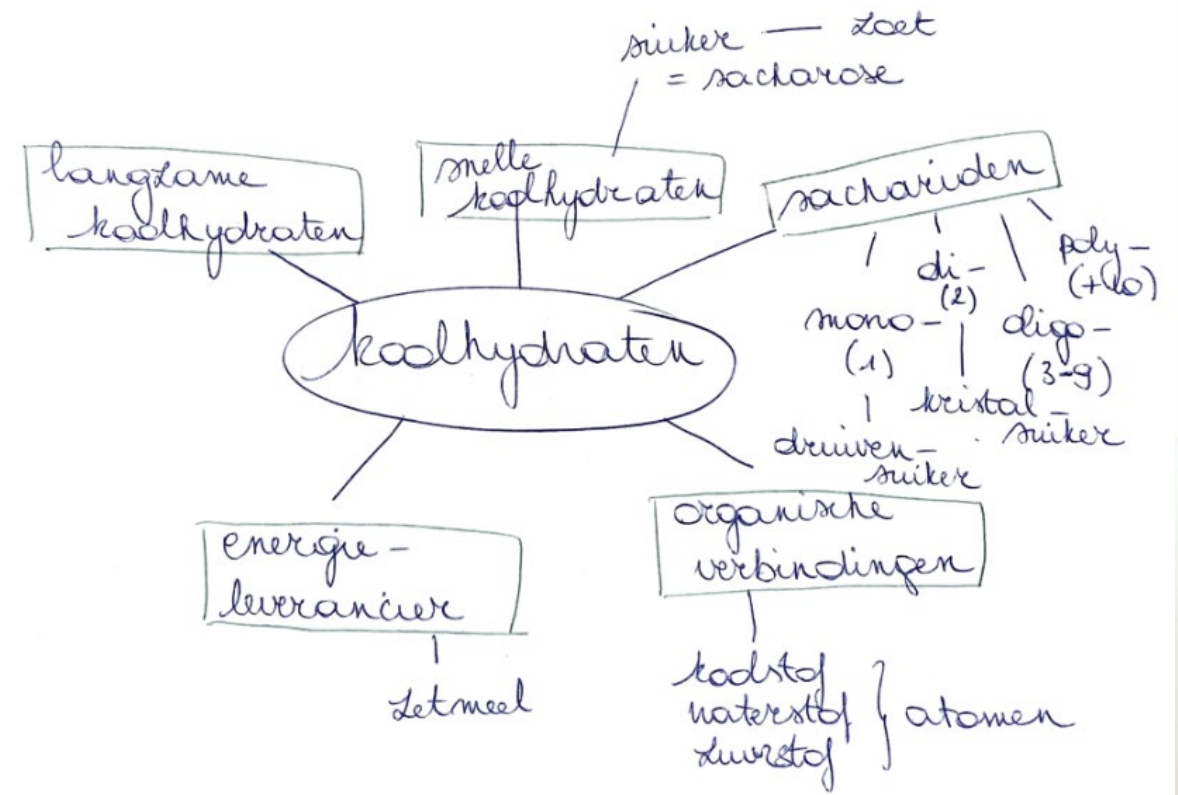 suiker — zoet
= sacharose
langzame
koolhydraten
snelle
koolhydraten
sachariden
mono-
(1)
druiven-
suiker
di-
(2)
kristal-
suiker
oligo-
(3-9)
poly-
(+10)
koolhydraten
energie-
leverancier
zetmeel
organische
verbindingen
koolstof
waterstof
zuurstof
} atomen